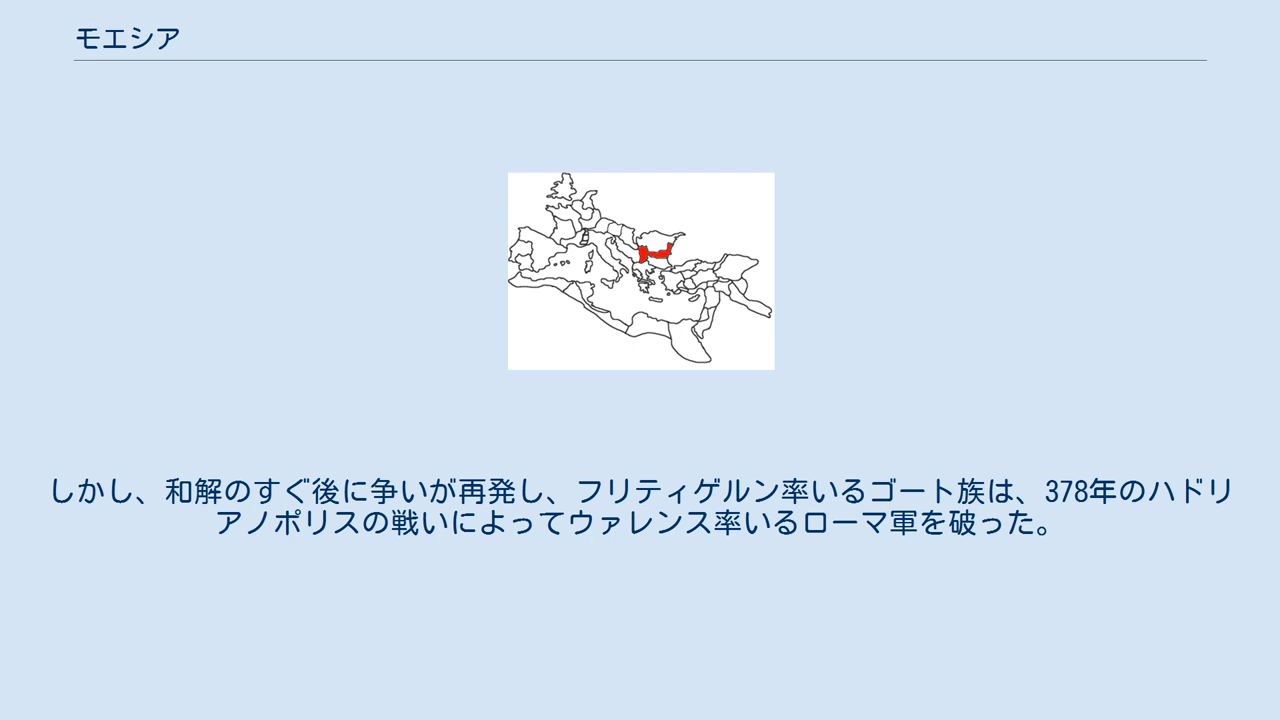 モエシア
しかし、和解のすぐ後に争いが再発し、フリティゲルン率いるゴート族は、378年のハドリ
アノポリスの戦いによってウァレンス率いるローマ軍を破った。